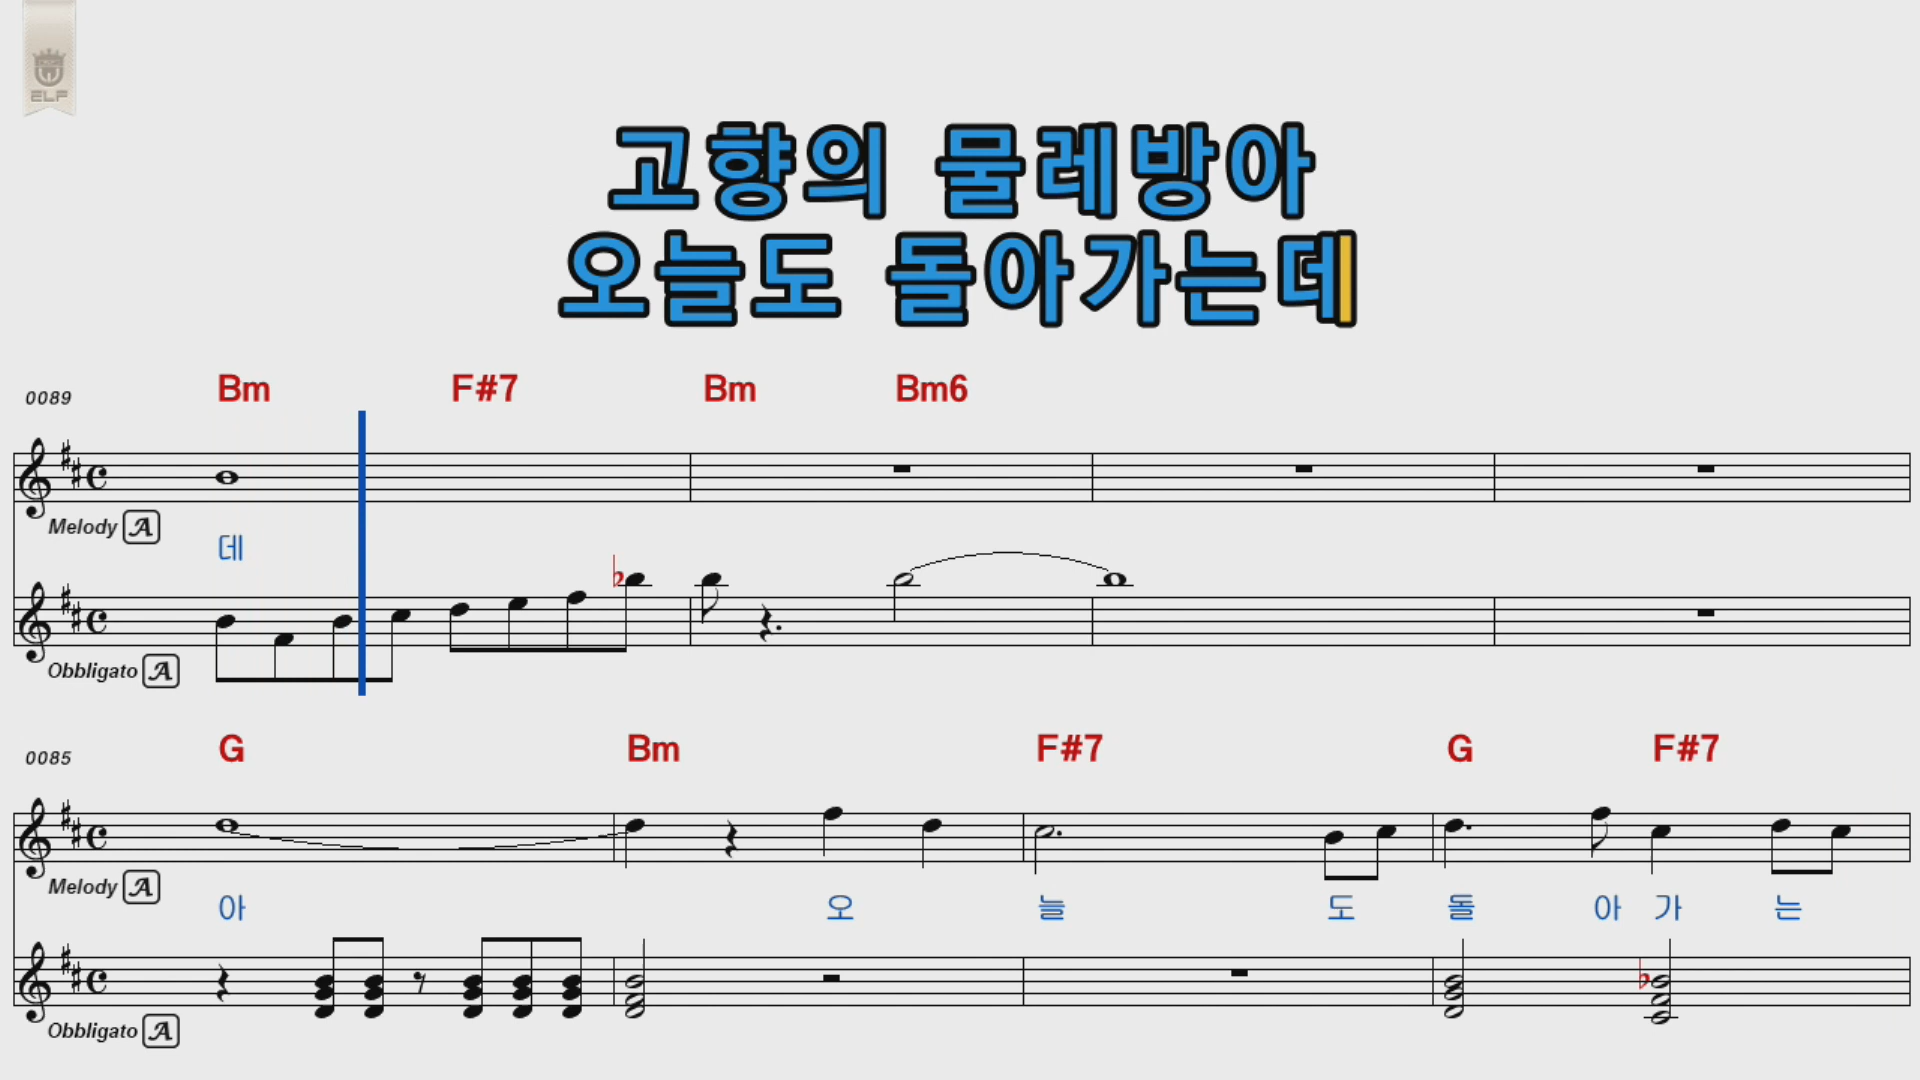 ELF
고향의 물레방아
오늘도 돌아가는데
0089 Bm F#7 Bm Bm6
Melody A
데
Obbligato A
0085 G Bm F#7 G F#7
Melody A
아 오 늘 도 돌 아 가 는
Obbligato A